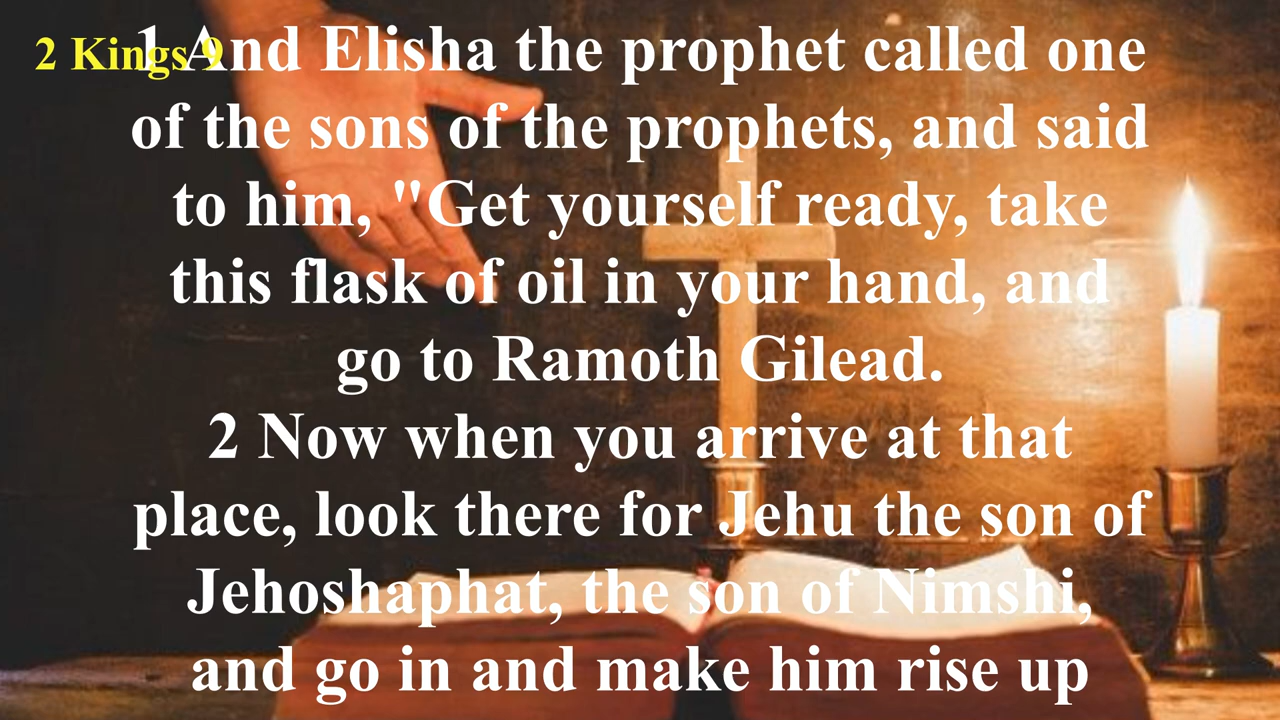 2 Kings 9
1 And Elisha the prophet called one
of the sons of the prophets, and said
to him, "Get yourself ready, take
this flask of oil in your hand, and
go to Ramoth Gilead.
2 Now when you arrive at that
place, look there for Jehu the son of
Jehoshaphat, the son of Nimshi,
and go in and make him rise up